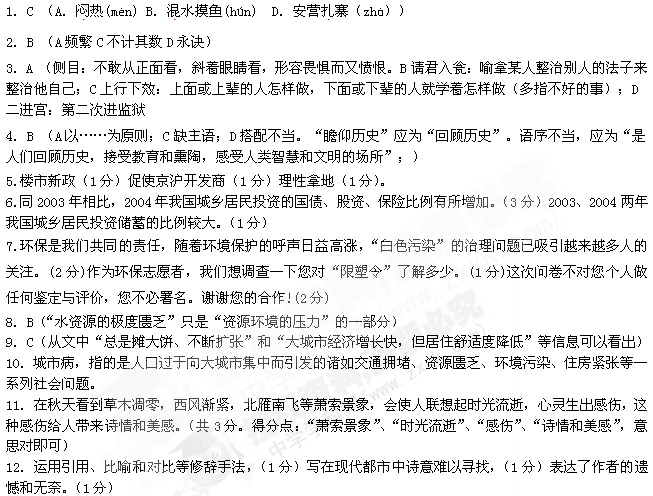 1. C （A. 闷热(mèn) B. 混水摸鱼(hún) D. 安营扎寨（zhá））
2. B （A频繁C不计其数D永诀）
3. A （侧目：不敢从正面看，斜着眼睛看，形容畏惧而又愤恨。B请君入瓮：喻拿某人整治别人的法子来
整治他自己；C上行下效：上面或上辈的人怎样做，下面或下辈的人就学着怎样做（多指不好的事）；D
二进宫：第二次进监狱
4. B （A以……为原则；C缺主语；D搭配不当。“瞻仰历史”应为“回顾历史”。语序不当，应为“是
人们回顾历史，接受教育和熏陶，感受人类智慧和文明的场所”；）
5.楼市新政（1分）促使京沪开发商（1分）理性拿地（1分）。
6.同2003年相比，2004年我国城乡居民投资的国债、股资、保险比例有所增加。（3分）2003、2004两年
我国城乡居民投资储蓄的比例较大。（1分）
7.环保是我们共同的责任，随着环境保护的呼声日益高涨，“白色污染”的治理问题已吸引越来越多人的
关注。（2分）作为环保志愿者，我们想调查一下您对“限塑令”了解多少。（1分）这次问卷不对您个人做
任何鉴定与评价，您不必署名。谢谢您的合作!（2分）
8. B（“水资源的极度匮乏”只是“资源环境的压力”的一部分）
9. C（从文中“总是摊大饼、不断扩张”和“大城市经济增长快，但居住舒适度降低”等信息可以看出）
10. 城市病，指的是人口过于向大城市集中而引发的诸如交通拥堵、资源匮乏、环境污染、住房紧张等一
系列社会问题。
11. 在秋天看到草木凋零，西风渐紧，北雁南飞等萧索景象，会使人联想起时光流逝，心灵生出感伤，这
种感伤给人带来诗情和美感。（共3分。得分点：“萧索景象”、“时光流逝”、“感伤”、“诗情和美感”，意
思对即可）
12. 运用引用、比喻和对比等修辞手法，（1分）写在现代都市中诗意难以寻找，（1分）表达了作者的遗
憾和无奈。（1分）